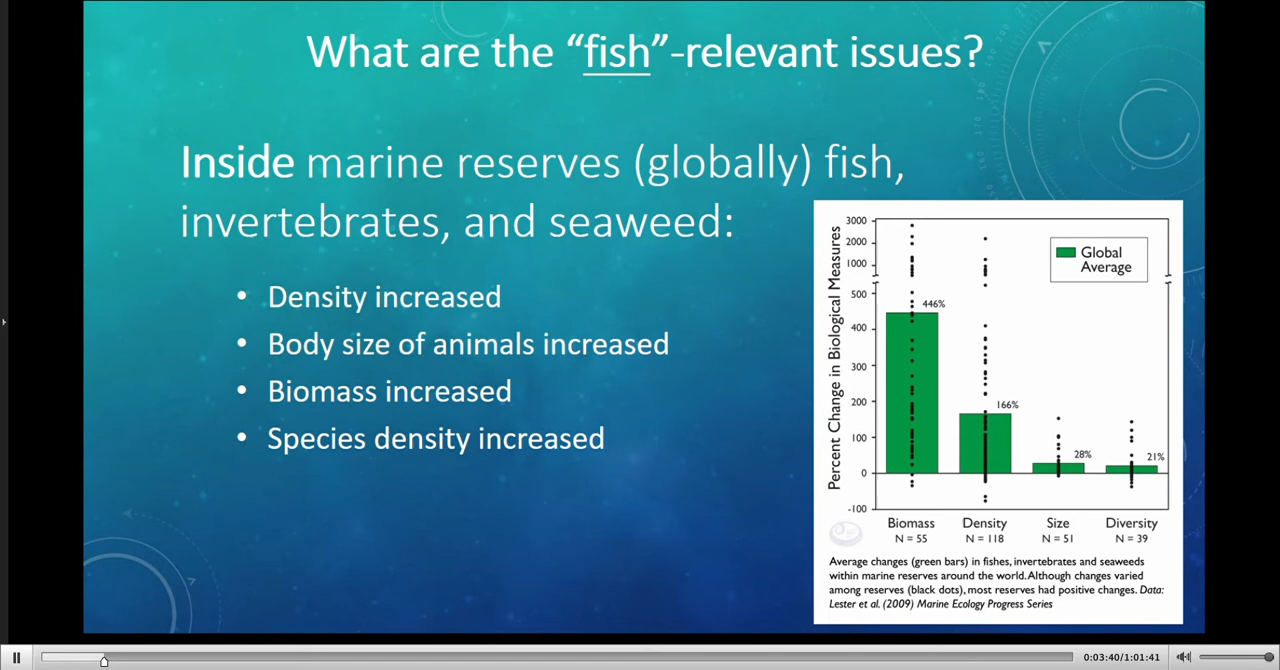 What are the “fish”-relevant issues?
Inside marine reserves (globally) fish,
invertebrates, and seaweed:
• Density increased
• Body size of animals increased
• Biomass increased
• Species density increased
Percent Change in Biological Measures
3000
2000
1000
500
400
300
200
100
0
-100
Global
Average
446%
166%
28%
21%
Biomass Density Size Diversity
N = 55 N = 118 N = 51 N = 39
Average changes (green bars) in fishes, invertebrates and seaweeds
within marine reserves around the world. Although changes varied
among reserves (black dots), most reserves had positive changes. Data:
Lester et al. (2009) Marine Ecology Progress Series
0:03:40/1:01:41